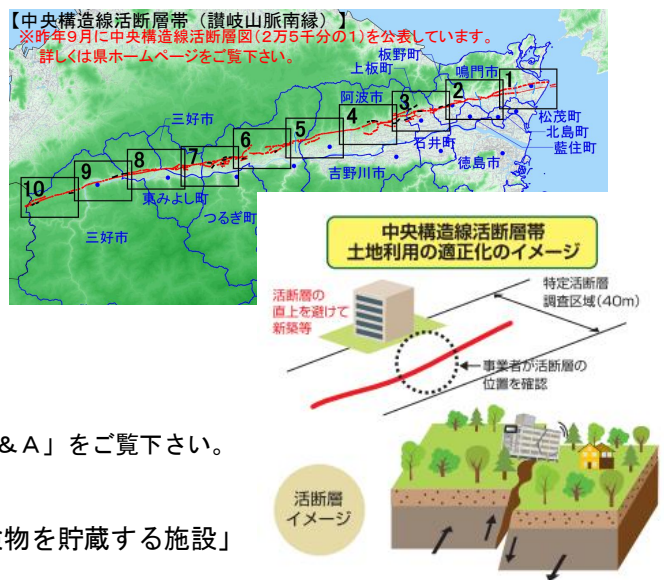 【中央構造線活断層帯（讃岐山脈南縁）】
※昨年9月に中央構造線活断層図(2万5千分の1)を公表しています。
詳しくは県ホームページをご覧下さい。
板野町
上板町
鳴門市
阿波市
三好市
1
2
3
4
5
6
7
8
9
10
松茂町
北島町
藍住町
石井町
徳島市
吉野川市
東みよし町
つるぎ町
三好市
中央構造線活断層帯
土地利用の適正化のイメージ
活断層の
直上を避けて
新築等
特定活断層
調査区域(40m)
事業者が活断層の
位置を確認
＆Ａ」をご覧下さい。
活断層
イメージ
物を貯蔵する施設」